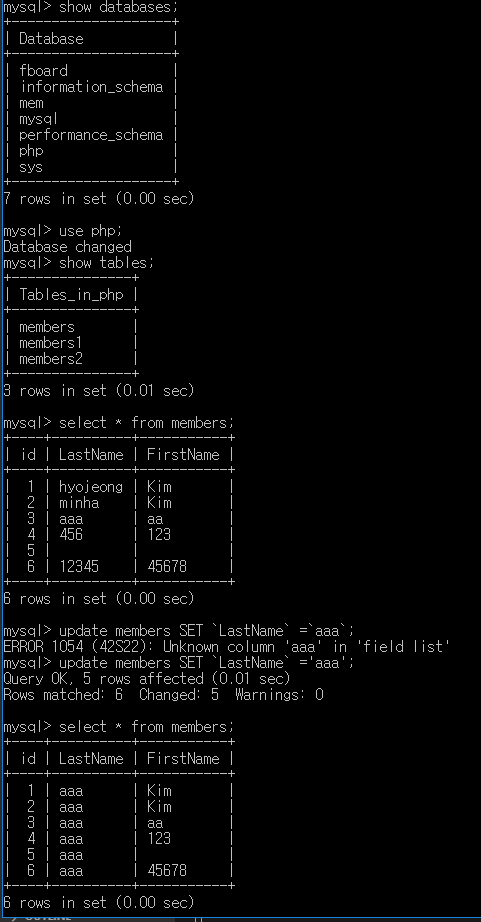 mysql> show databases;
+--------------------+
| Database           |
+--------------------+
| fboard             |
| information_schema |
| mem                |
| mysql              |
| performance_schema |
| php                |
| sys                |
+--------------------+
7 rows in set (0.00 sec)
mysql> use php;
Database changed
mysql> show tables;
+---------------+
| Tables_in_php |
+---------------+
| members       |
| members1      |
| members2      |
+---------------+
3 rows in set (0.01 sec)
mysql> select * from members;
+----+----------+-----------+
| id | LastName | FirstName |
+----+----------+-----------+
|  1 | hyojeong | Kim       |
|  2 | minha    | Kim       |
|  3 | aaa      | aa        |
|  4 | 456      | 123       |
|  5 |          |           |
|  6 | 12345    | 45678     |
+----+----------+-----------+
6 rows in set (0.00 sec)
mysql> update members SET `LastName` =`aaa`;
ERROR 1054 (42S22): Unknown column 'aaa' in 'field list'
mysql> update members SET `LastName` ='aaa';
Query OK, 5 rows affected (0.01 sec)
Rows matched: 6  Changed: 5  Warnings: 0
mysql> select * from members;
+----+----------+-----------+
| id | LastName | FirstName |
+----+----------+-----------+
|  1 | aaa      | Kim       |
|  2 | aaa      | Kim       |
|  3 | aaa      | aa        |
|  4 | aaa      | 123       |
|  5 | aaa      |           |
|  6 | aaa      | 45678     |
+----+----------+-----------+
6 rows in set (0.00 sec)